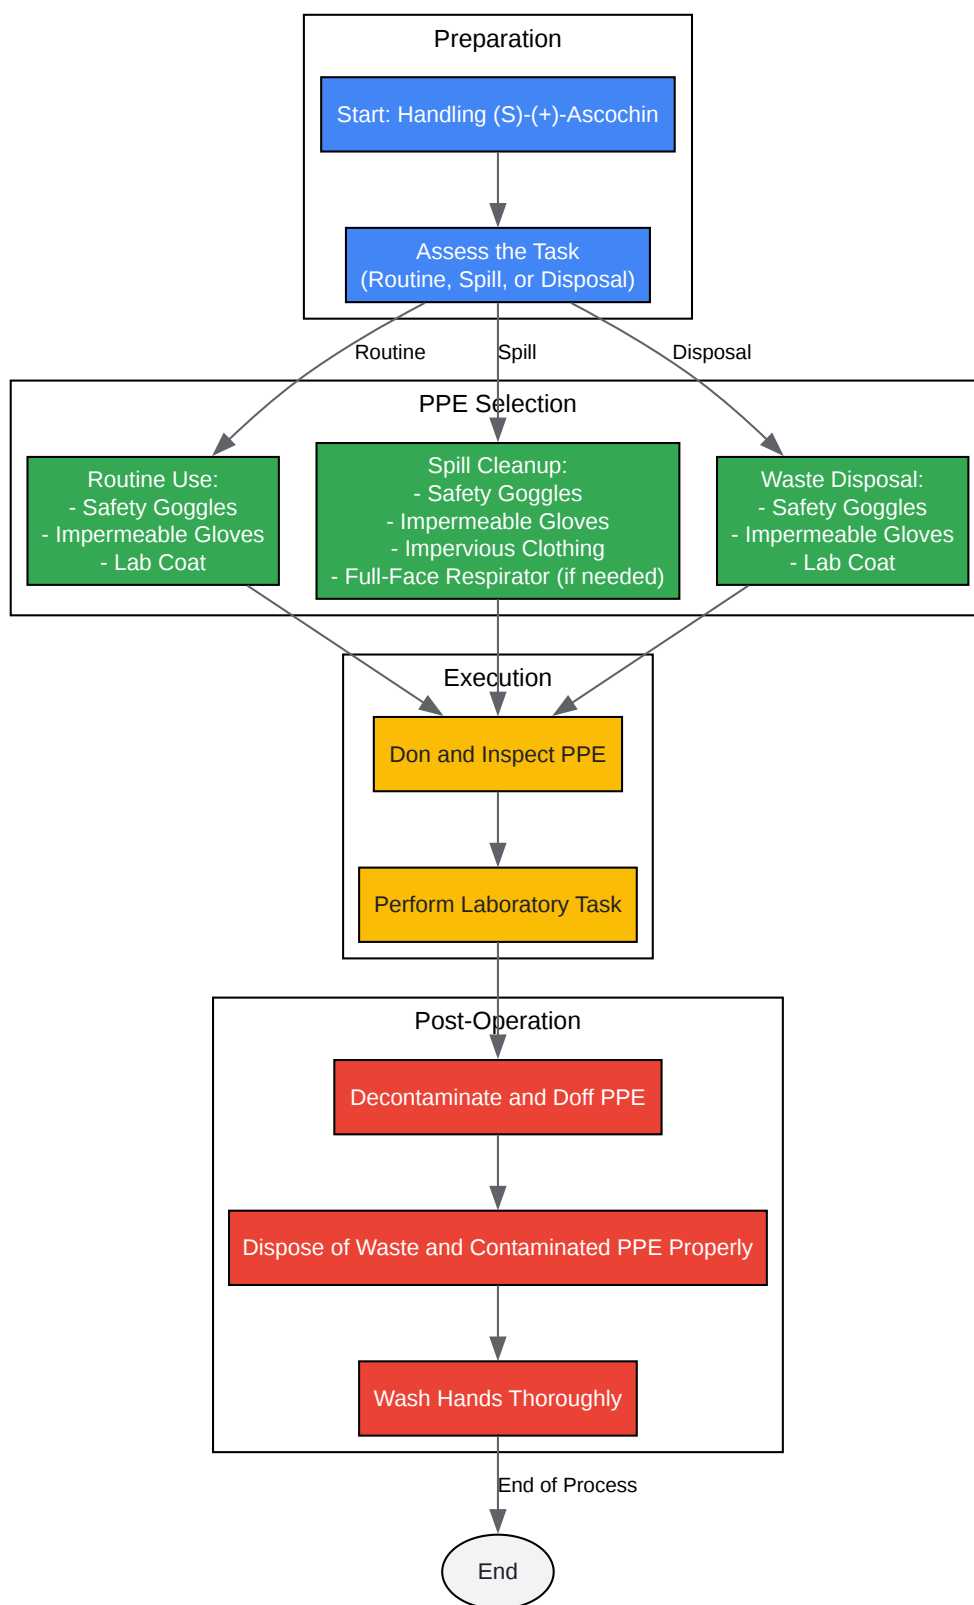 Preparation
Start: Handling (S)-(+)-Ascochin
Assess the Task
(Routine, Spill, or Disposal)
Routine
Spill
Disposal
PPE Selection
Routine Use:
- Safety Goggles
- Impermeable Gloves
- Lab Coat
Spill Cleanup:
- Safety Goggles
- Impermeable Gloves
- Impervious Clothing
- Full-Face Respirator (if needed)
Waste Disposal:
- Safety Goggles
- Impermeable Gloves
- Lab Coat
Execution
Don and Inspect PPE
Perform Laboratory Task
Post-Operation
Decontaminate and Doff PPE
Dispose of Waste and Contaminated PPE Properly
Wash Hands Thoroughly
End of Process
End